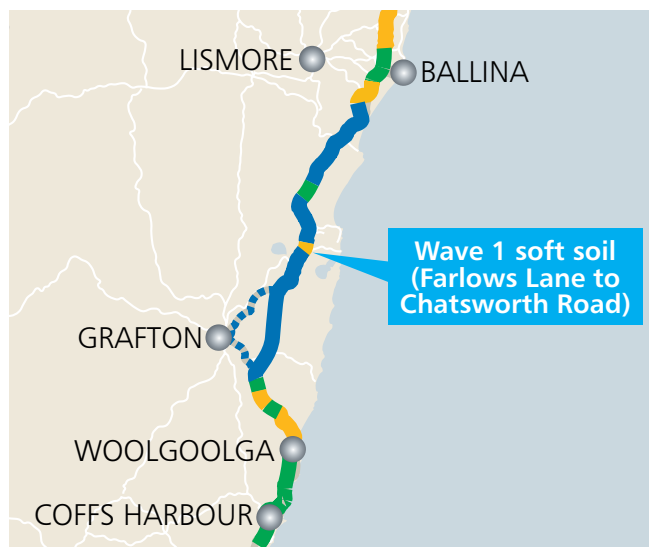 LISMORE
BALLINA
Wave 1 soft soil
(Farlows Lane to
Chatsworth Road)
GRAFTON
WOOLGOOLGA
COFFS HARBOUR